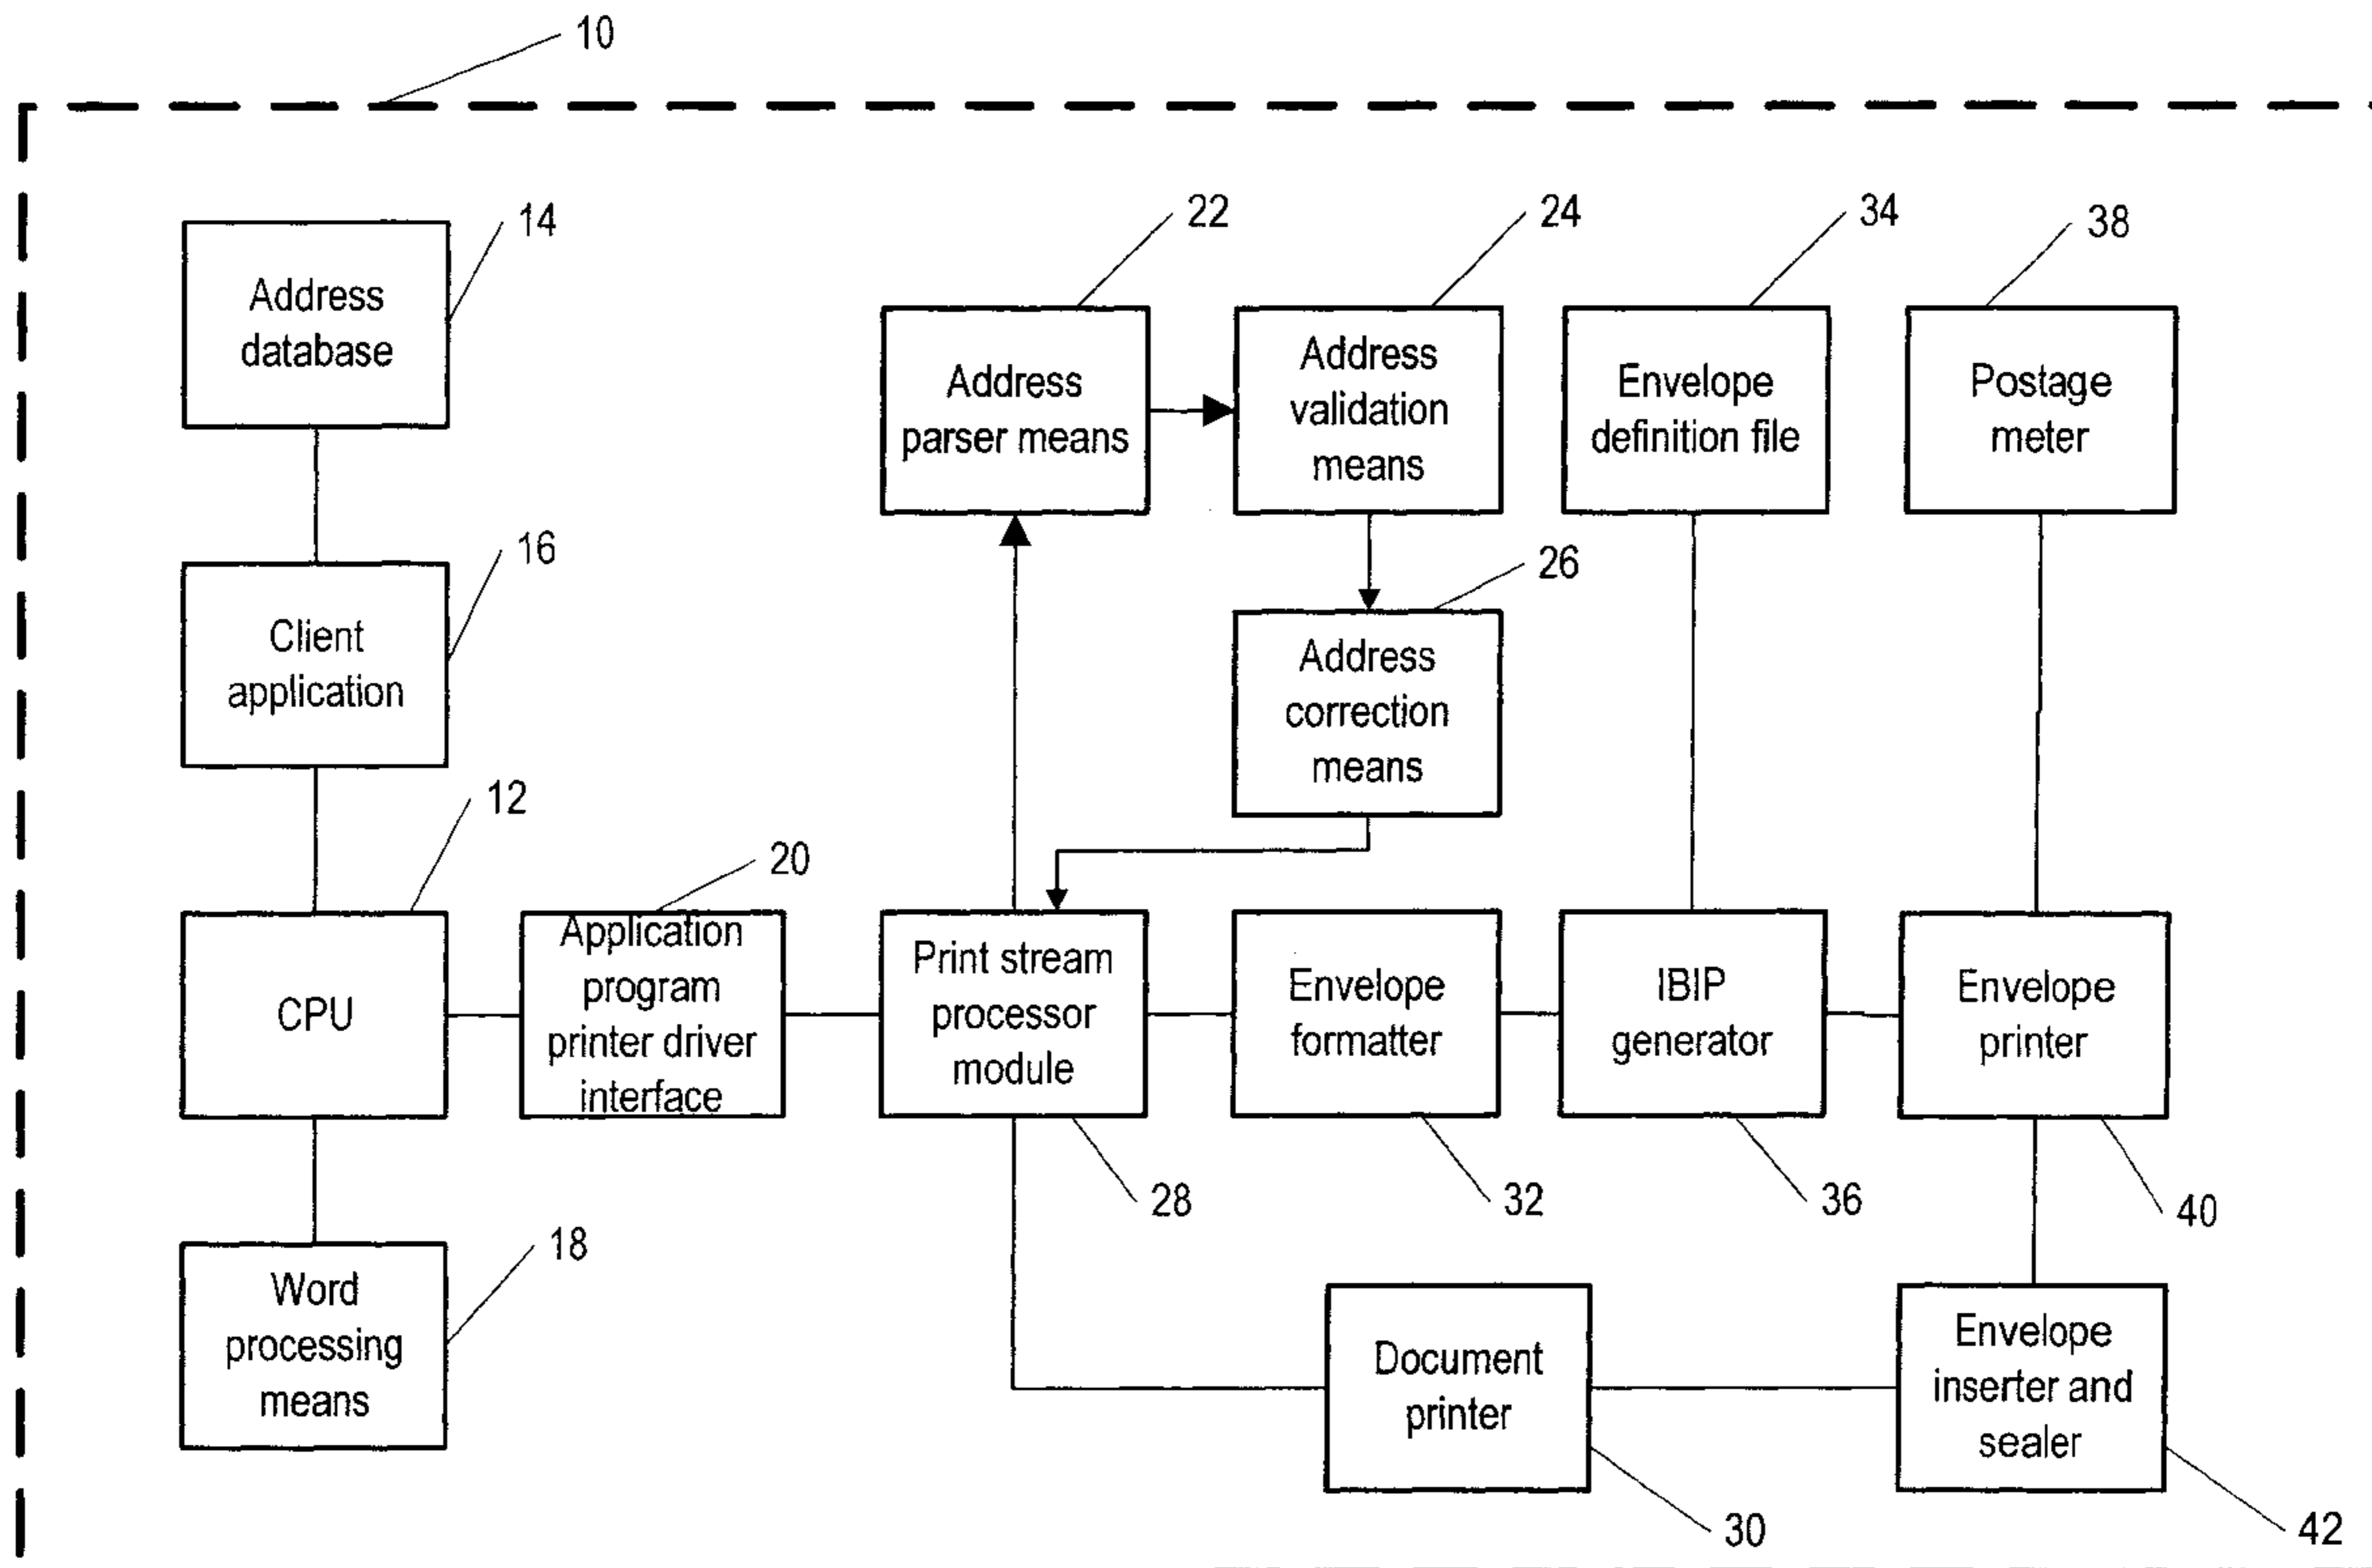 10
14
Address
database
22
Address
parser means
24
Address
validation
means
34
Envelope
definition file
38
Postage
meter
16
Client
application
26
Address
correction
means
12
CPU
20
Application
program
printer driver
interface
Print stream
processor
module
28
Envelope
formatter
32
IBIP
generator
36
Envelope
printer
40
18
Word
processing
means
Document
printer
30
Envelope
inserter and
sealer
42